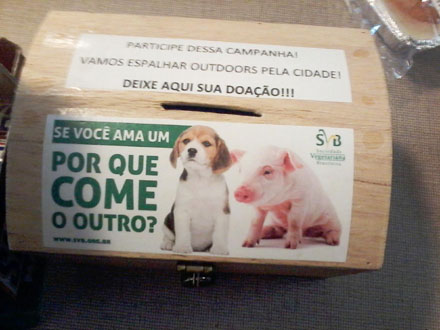 PARTICIPE DESSA CAMPANHA!
VAMOS ESPALHAR OUTDOORS PELA CIDADE!
DEIXE AQUI SUA DOAÇÃO!!!
SE VOCÊ AMA UM
POR QUE
COME
O OUTRO?
www.svb.org.br
SVB
Sociedade
Vegetariana
Brasileira